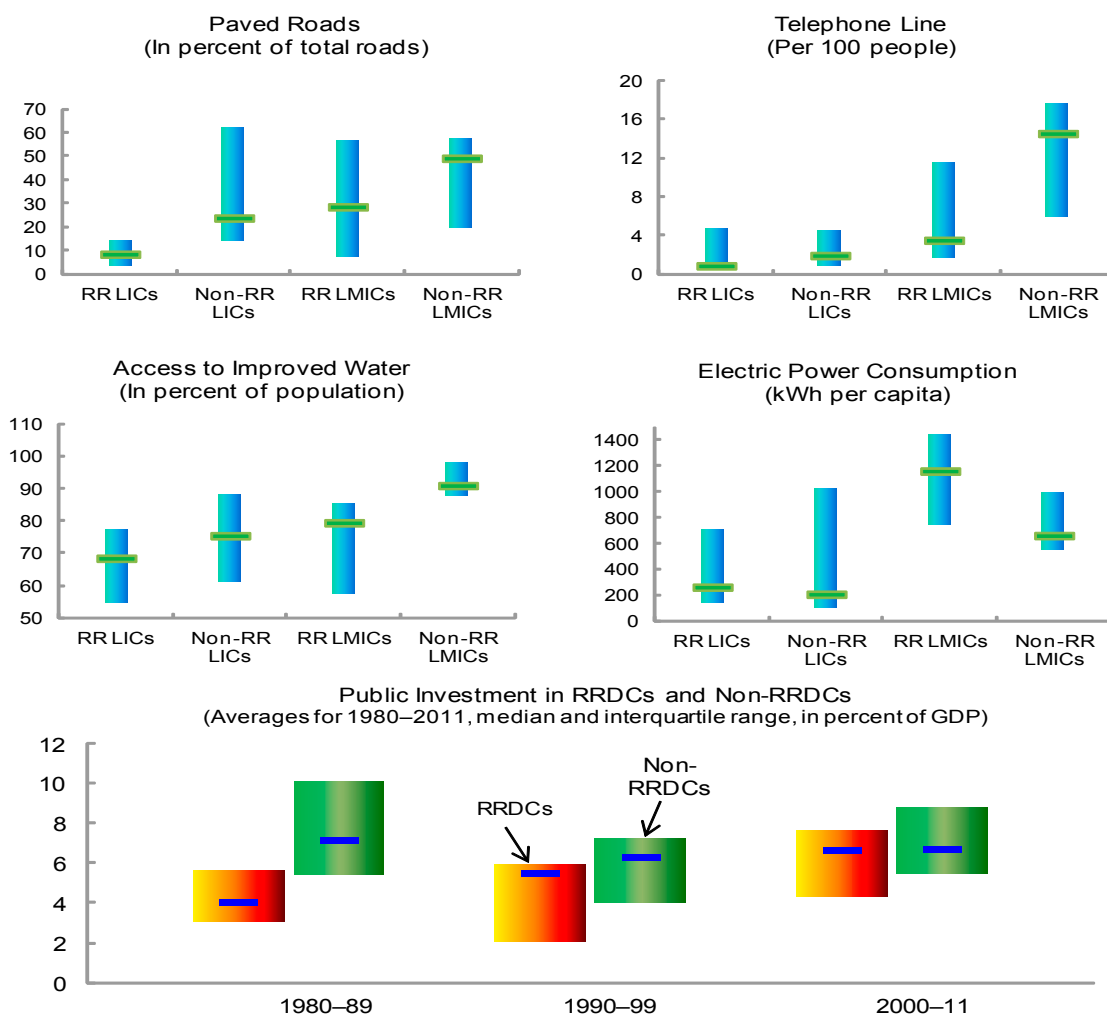 Paved Roads
(In percent of total roads)
70
60
50
40
30
20
10
0
RR LICs
Non-RR
LICs
RR LMICs
Non-RR
LMICs
Telephone Line
(Per 100 people)
20
16
12
8
4
0
RR LICs
Non-RR
LICs
RR LMICs
Non-RR
LMICs
Access to Improved Water
(In percent of population)
110
100
90
80
70
60
50
RR LICs
Non-RR
LICs
RR LMICs
Non-RR
LMICs
Electric Power Consumption
(kWh per capita)
1400
1200
1000
800
600
400
200
0
RR LICs
Non-RR
LICs
RR LMICs
Non-RR
LMICs
Public Investment in RRDCs and Non-RRDCs
(Averages for 1980–2011, median and interquartile range, in percent of GDP)
12
10
8
6
4
2
0
RRDCs
Non-
RRDCs
1980–89
1990–99
2000–11